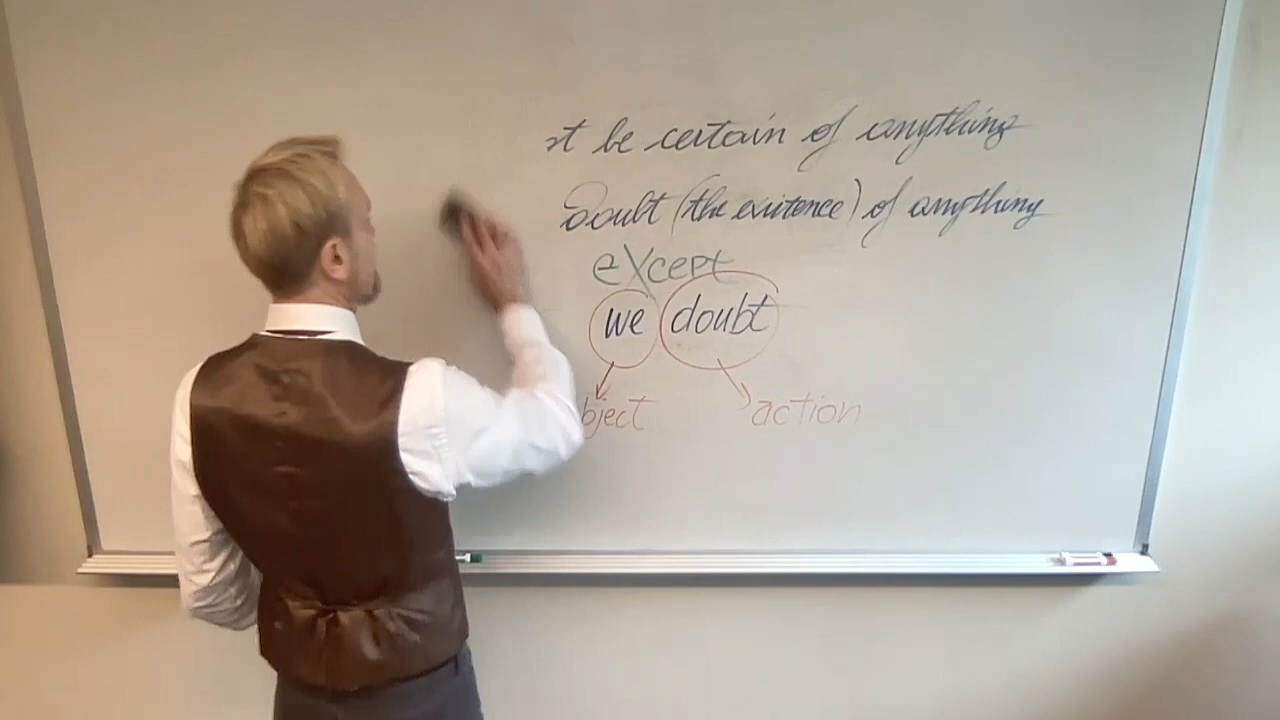 be certain of anything
Doubt (the existence) of anything
except
we doubt
bject action